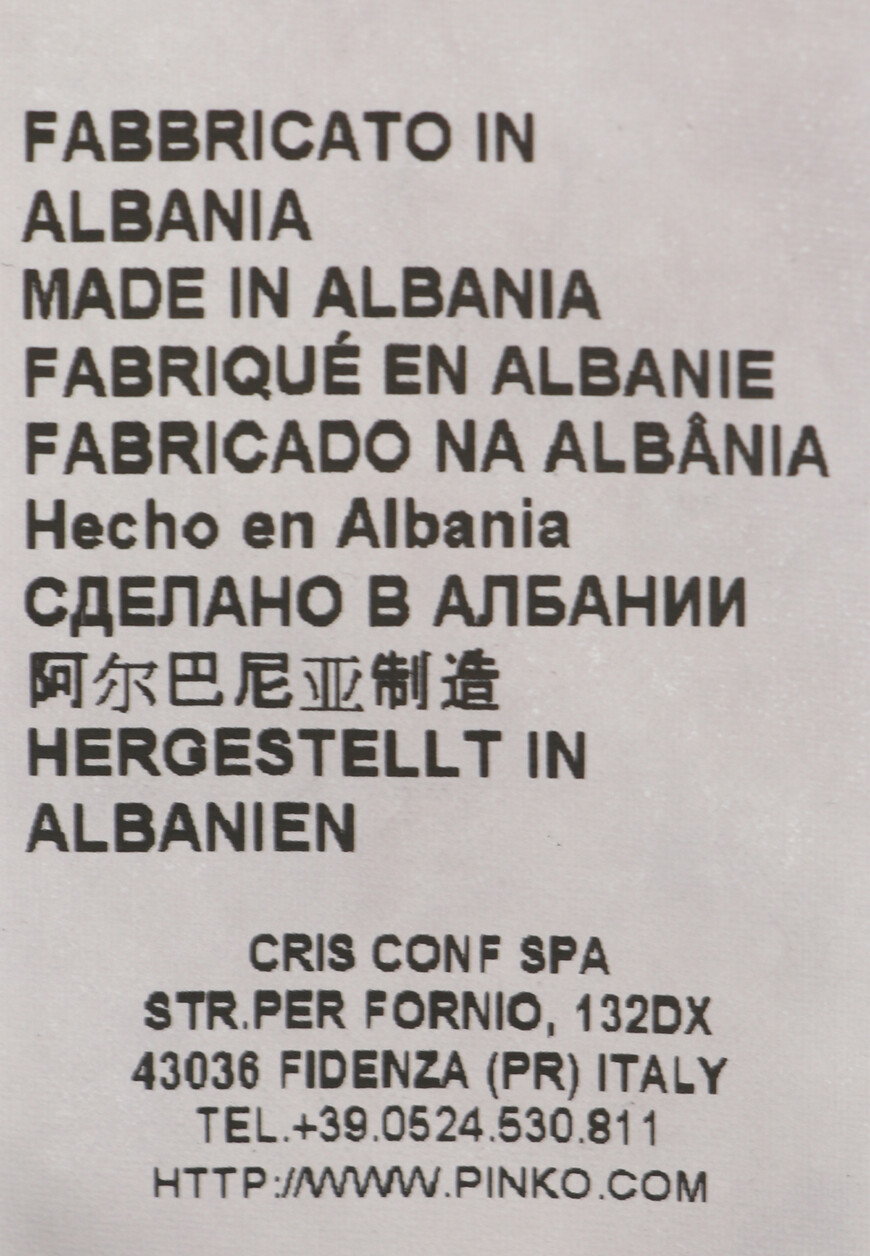 FABBRICATO IN
ALBANIA
MADE IN ALBANIA
FABRIQUÉ EN ALBANIE
FABRICADO NA ALBÂNIA
Hecho en Albania
СДЕЛАНО В АЛБАНИИ
阿尔巴尼亚制造
HERGESTELLT IN
ALBANIEN
CRIS CONF SPA
STR.PER FORNIO, 132DX
43036 FIDENZA (PR) ITALY
TEL.+39.0524.530.811
HTTP://WWW.PINKO.COM